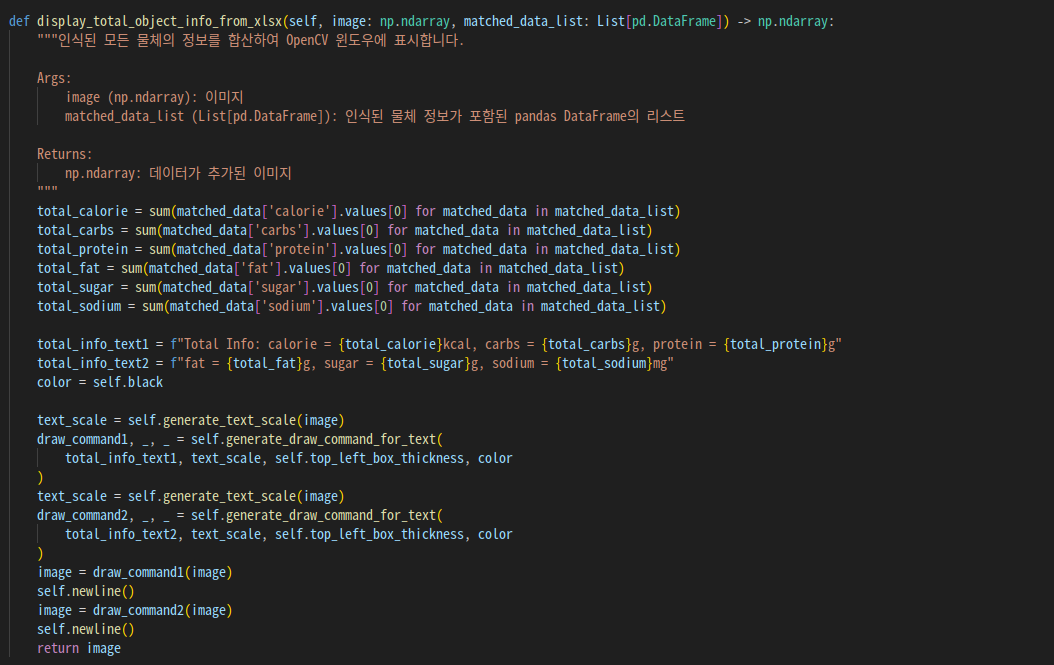 def display_total_object_info_from_xlsx(self, image: np.ndarray, matched_data_list: List[pd.DataFrame]) -> np.ndarray:
"""인식된 모든 물체의 정보를 합산하여 OpenCV 윈도우에 표시합니다.
Args:
image (np.ndarray): 이미지
matched_data_list (List[pd.DataFrame]): 인식된 물체 정보가 포함된 pandas DataFrame의 리스트
Returns:
np.ndarray: 데이터가 추가된 이미지
"""
total_calorie = sum(matched_data['calorie'].values[0] for matched_data in matched_data_list)
total_carbs = sum(matched_data['carbs'].values[0] for matched_data in matched_data_list)
total_protein = sum(matched_data['protein'].values[0] for matched_data in matched_data_list)
total_fat = sum(matched_data['fat'].values[0] for matched_data in matched_data_list)
total_sugar = sum(matched_data['sugar'].values[0] for matched_data in matched_data_list)
total_sodium = sum(matched_data['sodium'].values[0] for matched_data in matched_data_list)
total_info_text1 = f"Total Info: calorie = {total_calorie}kcal, carbs = {total_carbs}g, protein = {total_protein}g"
total_info_text2 = f"fat = {total_fat}g, sugar = {total_sugar}g, sodium = {total_sodium}mg"
color = self.black
text_scale = self.generate_text_scale(image)
draw_command1, _, _ = self.generate_draw_command_for_text(
total_info_text1, text_scale, self.top_left_box_thickness, color
)
text_scale = self.generate_text_scale(image)
draw_command2, _, _ = self.generate_draw_command_for_text(
total_info_text2, text_scale, self.top_left_box_thickness, color
)
image = draw_command1(image)
self.newline()
image = draw_command2(image)
self.newline()
return image